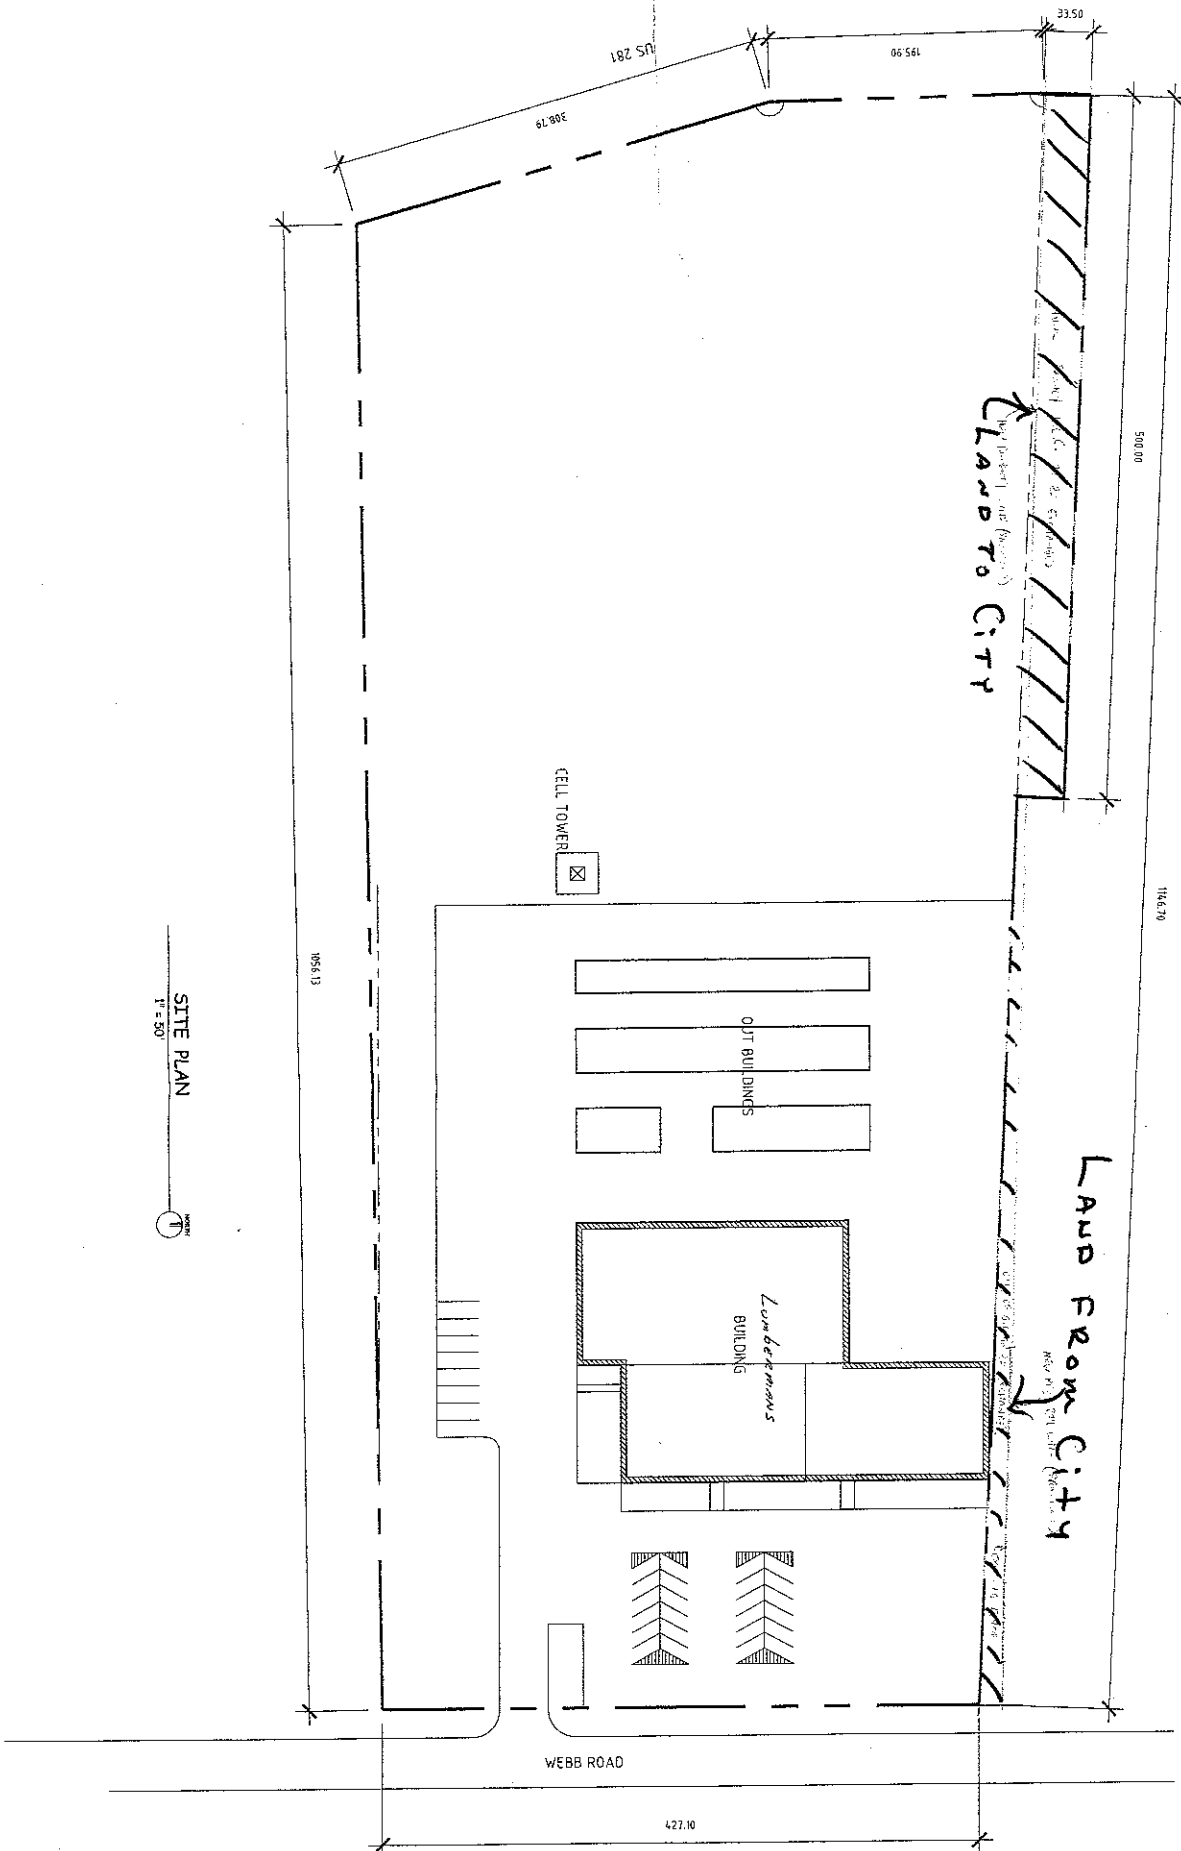 33.50
195.90
US 281
308.79
500.00
1146.70
LAND TO CiTY
CELL TOWER
OUT BUILDINGS
1056.13
SITE PLAN
1" = 50'
NORTH
LAND FROM City
Lumbermans
BUILDING
WEBB ROAD
427.10